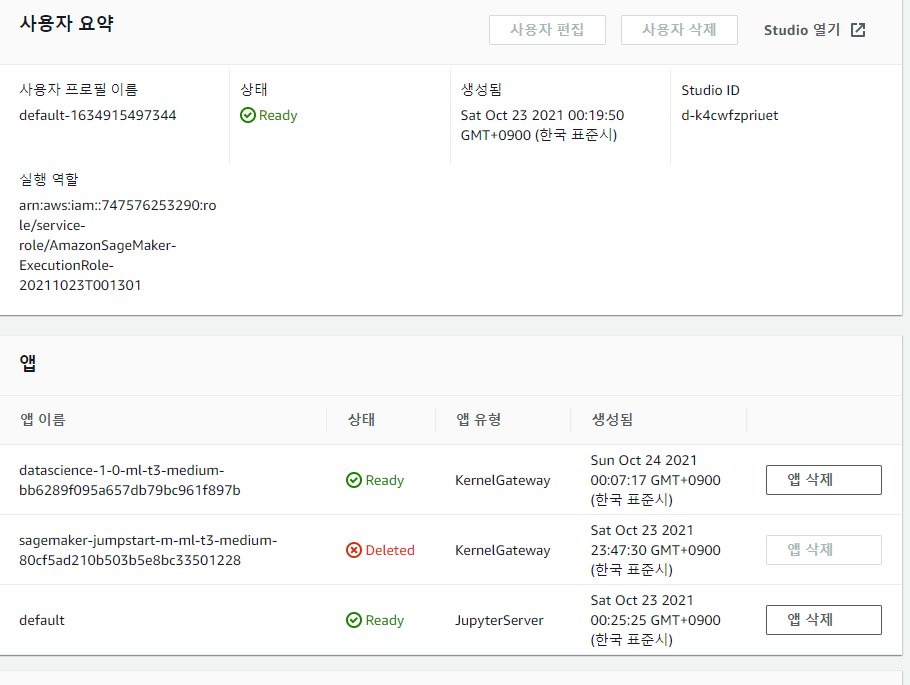 사용자 요약
사용자 편집
사용자 삭제
Studio 열기
사용자 프로필 이름
default-1634915497344
상태
Ready
생성됨
Sat Oct 23 2021 00:19:50
GMT+0900 (한국 표준시)
Studio ID
d-k4cwfzpriuet
실행 역할
arn:aws:iam::747576253290:ro
le/service-
role/AmazonSageMaker-
ExecutionRole-
20211023T001301
앱
앱 이름
상태
앱 유형
생성됨
datascience-1-0-ml-t3-medium-
bb6289f095a657db79bc961f897b
Ready
KernelGateway
Sun Oct 24 2021
00:07:17 GMT+0900
(한국 표준시)
앱 삭제
sagemaker-jumpstart-m-ml-t3-medium-
80cf5ad210b503b5e8bc33501228
Deleted
KernelGateway
Sat Oct 23 2021
23:47:30 GMT+0900
(한국 표준시)
앱 삭제
default
Ready
JupyterServer
Sat Oct 23 2021
00:25:25 GMT+0900
(한국 표준시)
앱 삭제